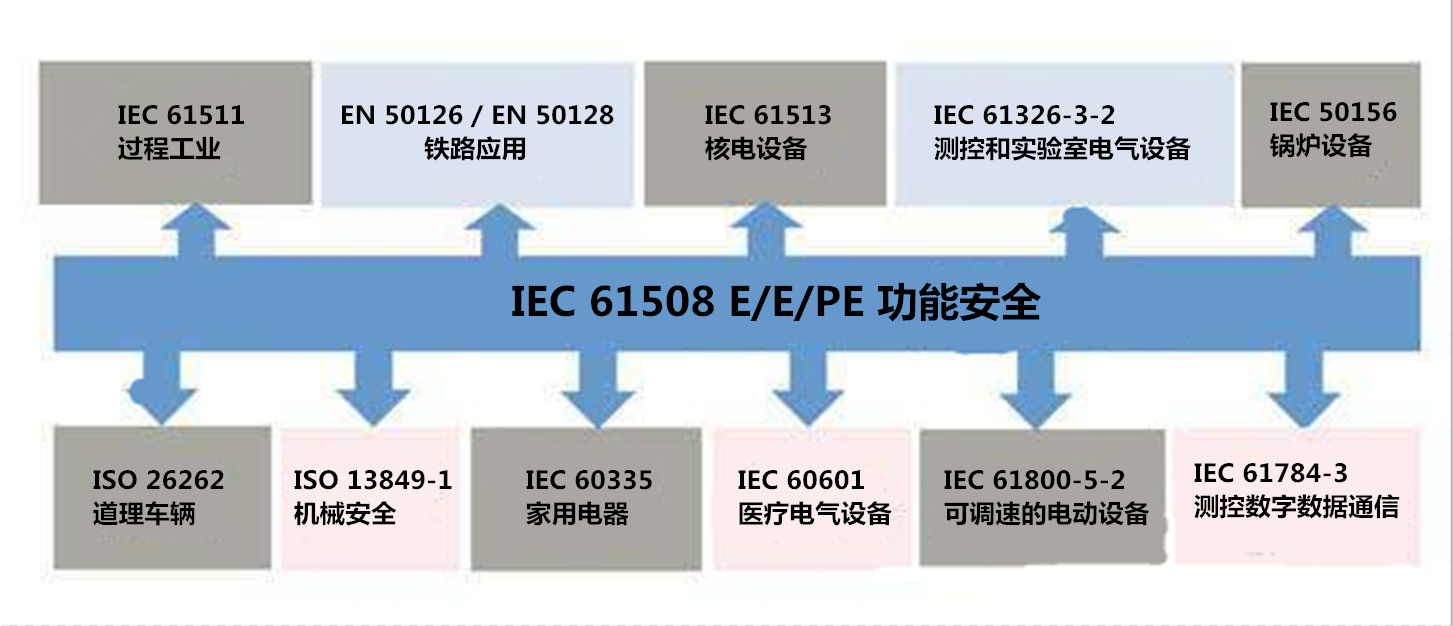 IEC 61511
过程工业
EN 50126 / EN 50128
铁路应用
IEC 61513
核电设备
IEC 61326-3-2
测控和实验室电气设备
IEC 50156
锅炉设备
IEC 61508 E/E/PE 功能安全
ISO 26262
道理车辆
ISO 13849-1
机械安全
IEC 60335
家用电器
IEC 60601
医疗电气设备
IEC 61800-5-2
可调速的电动设备
IEC 61784-3
测控数字数据通信